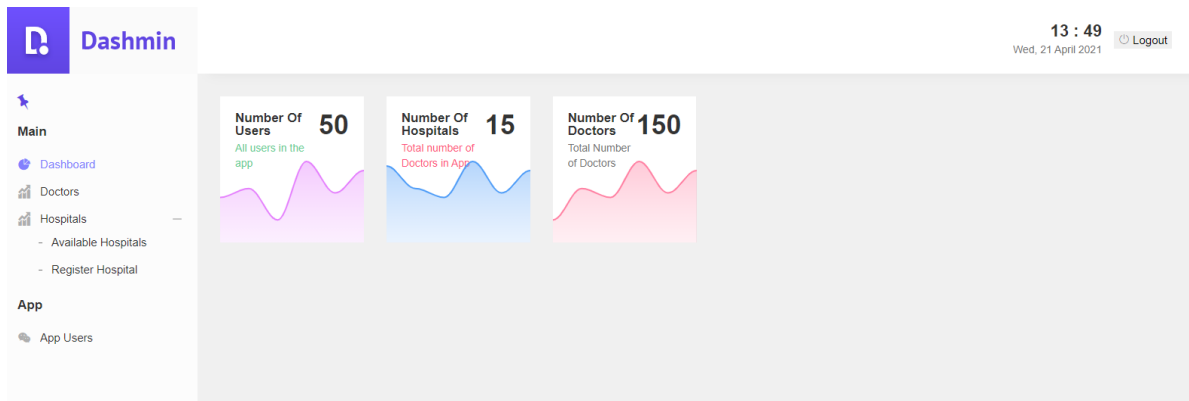 D.
Dashmin
13 : 49
Wed, 21 April 2021
Logout
Main
Dashboard
Doctors
Hospitals
- Available Hospitals
- Register Hospital
App
App Users
Number Of
Users
50
All users in the
app
Number Of
Hospitals
15
Total number of
Doctors in App
Number Of
Doctors
150
Total Number
of Doctors